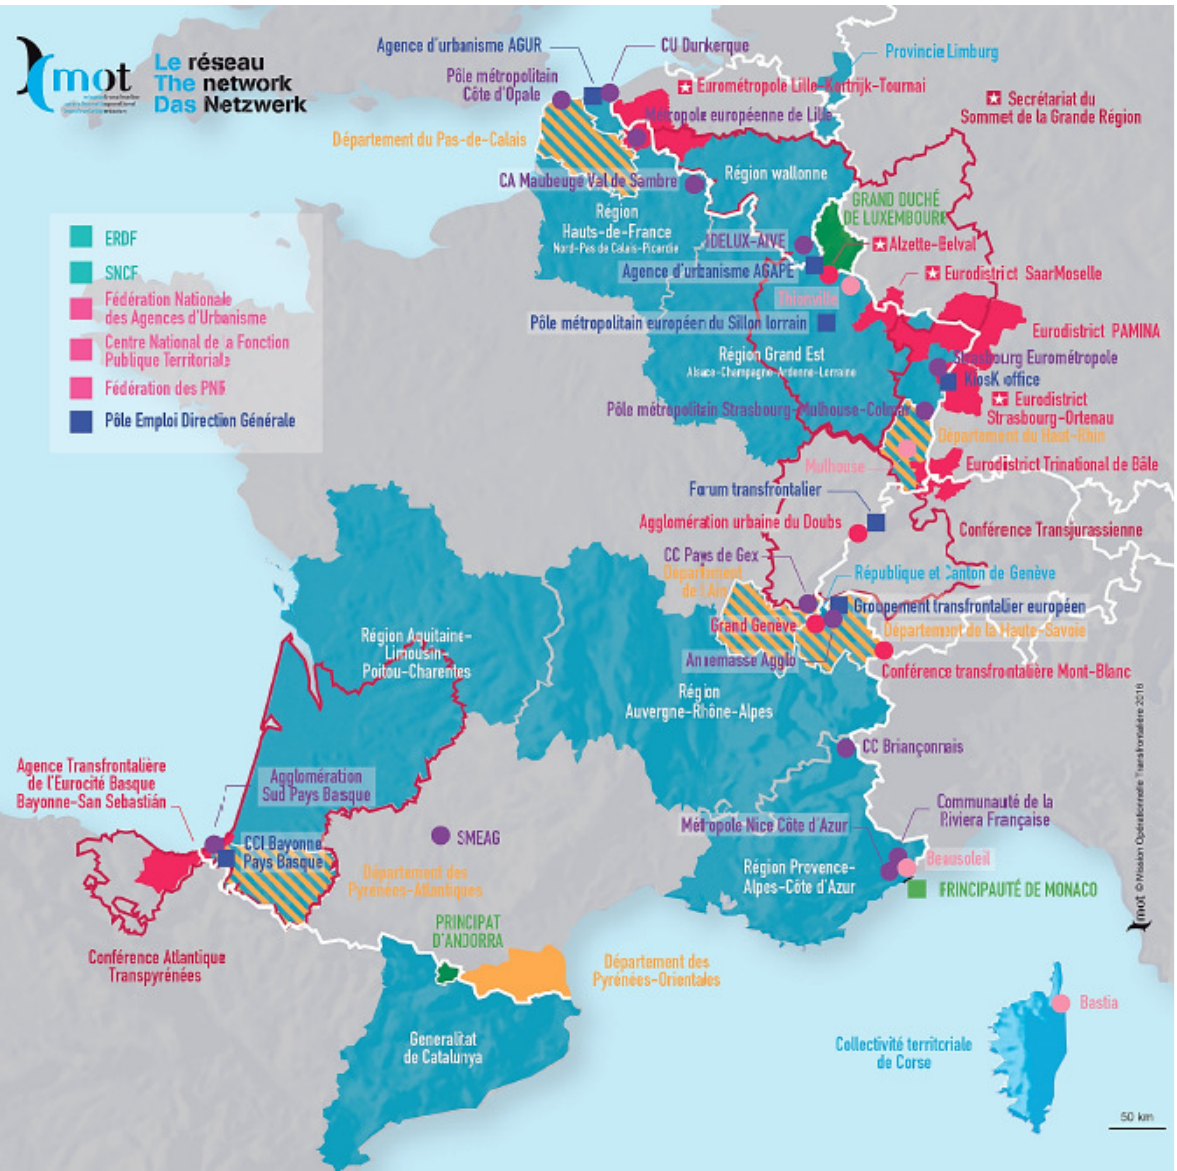 mot
Le réseau
The network
Das Netzwerk
Agence d'urbanisme AGUR
CU Dunkerque
Provincie Limburg
Pôle métropolitain
Côte d'Opale
Eurométropole Lille-Kortrijk-Tournai
Secrétariat du
Sommet de la Grande Région
Métropole européenne de Lille
Département du Pas-de-Calais
Région wallonne
CA Maubeuge Val de Sambre
GRAND DUCHÉ
DE LUXEMBOURG
Région
Hauts-de-France
Nord-Pas de Calais-Picardie
IDELUX-AIVE
Alzette-Belval
Agence d'urbanisme AGAPE
Eurodistrict SaarMoselle
Thionville
Pôle métropolitain européen du Sillon lorrain
Eurodistrict PAMINA
Région Grand Est
Alsace-Champagne-Ardenne-Lorraine
Strasbourg Eurométropole
KiosK office
Pôle métropolitain Strasbourg-Mulhouse-Colmar
Eurodistrict
Strasbourg-Ortenau
Département du Haut-Rhin
Mulhouse
Eurodistrict Trinational de Bâle
ERDF
SNCF
Fédération Nationale
des Agences d'Urbanisme
Centre National de la Fonction
Publique Territoriale
Fédération des PNR
Pôle Emploi Direction Générale
Forum transfrontalier
Agglomération urbaine du Doubs
Conférence Transjurassienne
CC Pays de Gex
Département
de l'Ain
République et Canton de Genève
Groupement transfrontalier européen
Grand Genève
Département de la Haute-Savoie
Annemasse Agglo
Conférence transfrontalière Mont-Blanc
Région Aquitaine-
Limousin-
Poitou-Charentes
Région
Auvergne-Rhône-Alpes
CC Briançonnais
Agence Transfrontalière
de l'Eurocité Basque
Bayonne-San Sebastián
Agglomération
Sud Pays Basque
Communauté de la
Riviera Française
Métropole Nice Côte d'Azur
SMEAG
CCI Bayonne
Pays Basque
Beausoleil
Région Provence-
Alpes-Côte d'Azur
PRINCIPAUTÉ DE MONACO
Département des
Pyrénées-Atlantiques
PRINCIPAT
D'ANDORRA
Conférence Atlantique
Transpyrénées
Département des
Pyrénées-Orientales
Bastia
Generalitat
de Catalunya
Collectivité territoriale
de Corse
mot © Mission Opérationnelle Transfrontalière 2016
50 km